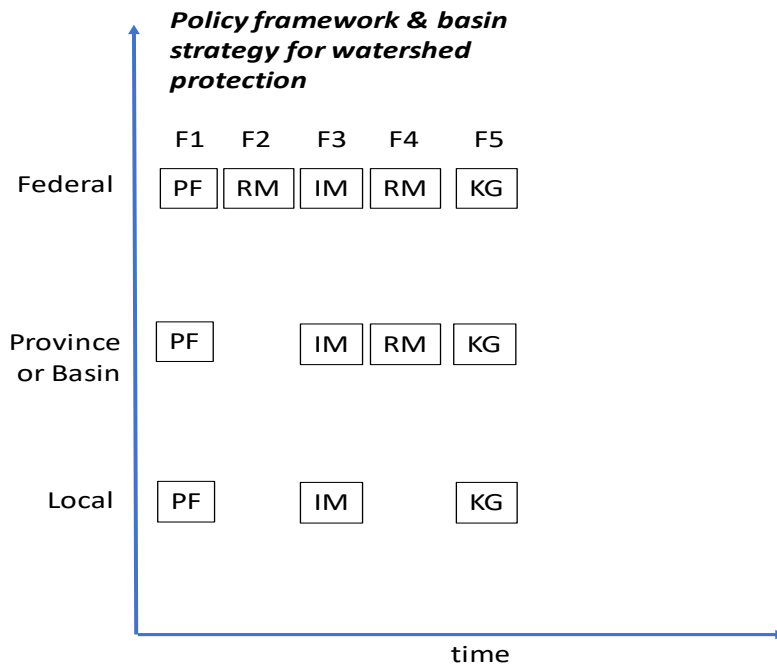 Policy framework & basin
strategy for watershed
protection
F1 F2 F3 F4 F5
Federal PF RM IM RM KG
Province
or Basin
PF IM RM KG
Local PF IM KG
time